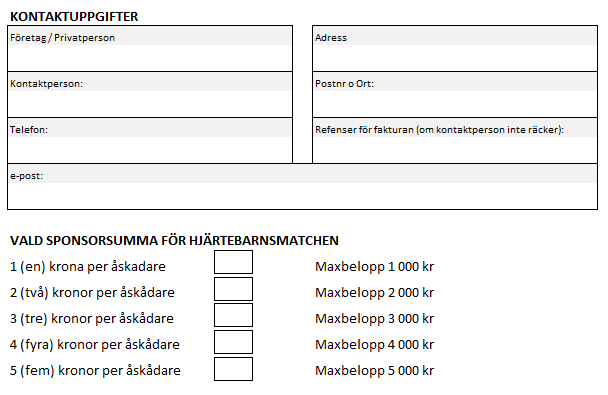 KONTAKTUPPGIFTER
Företag / Privatperson
Adress
Kontaktperson:
Postnr o Ort:
Telefon:
Refenser för fakturan (om kontaktperson inte räcker):
e-post:
VALD SPONSORSUMMA FÖR HJÄRTEBARNSMATCHEN
1 (en) krona per åskadare Maxbelopp 1 000 kr
2 (två) kronor per åskådare Maxbelopp 2 000 kr
3 (tre) kronor per åskådare Maxbelopp 3 000 kr
4 (fyra) kronor per åskådare Maxbelopp 4 000 kr
5 (fem) kronor per åskådare Maxbelopp 5 000 kr